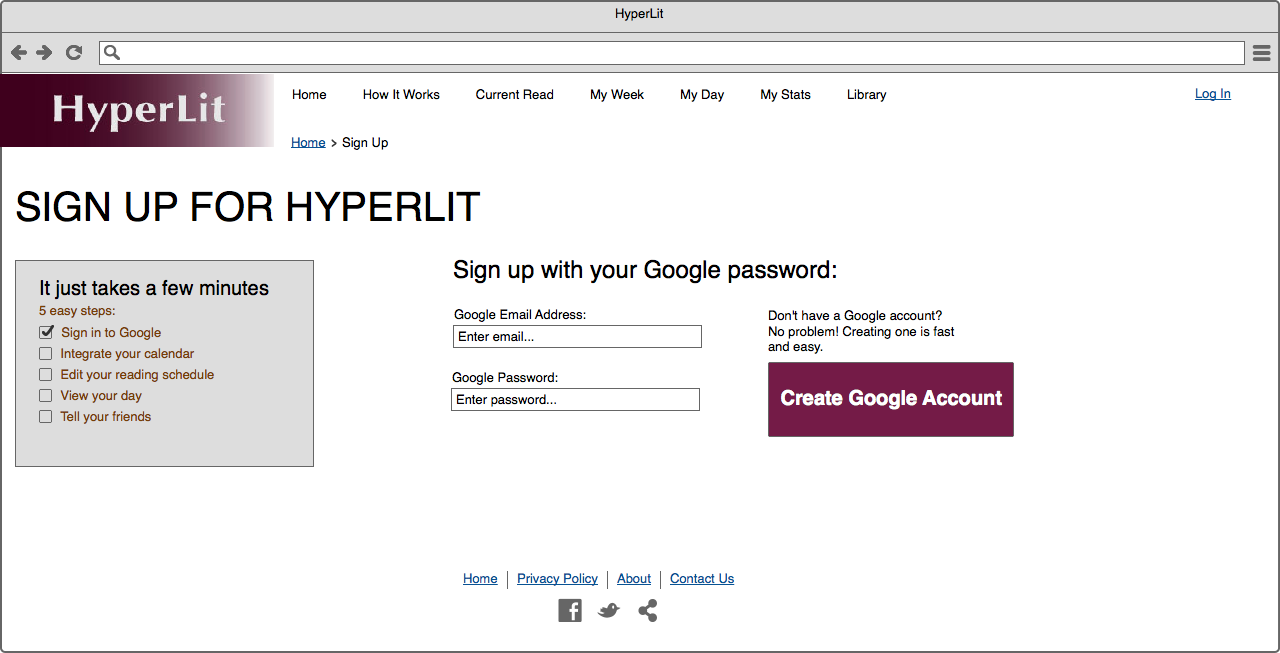 HyperLit
HyperLit
Home How It Works Current Read My Week My Day My Stats Library Log In
Home > Sign Up
SIGN UP FOR HYPERLIT
It just takes a few minutes
5 easy steps:
Sign in to Google
Integrate your calendar
Edit your reading schedule
View your day
Tell your friends
Sign up with your Google password:
Google Email Address:
Enter email...
Google Password:
Enter password...
Don't have a Google account?
No problem! Creating one is fast
and easy.
Create Google Account
Home Privacy Policy About Contact Us